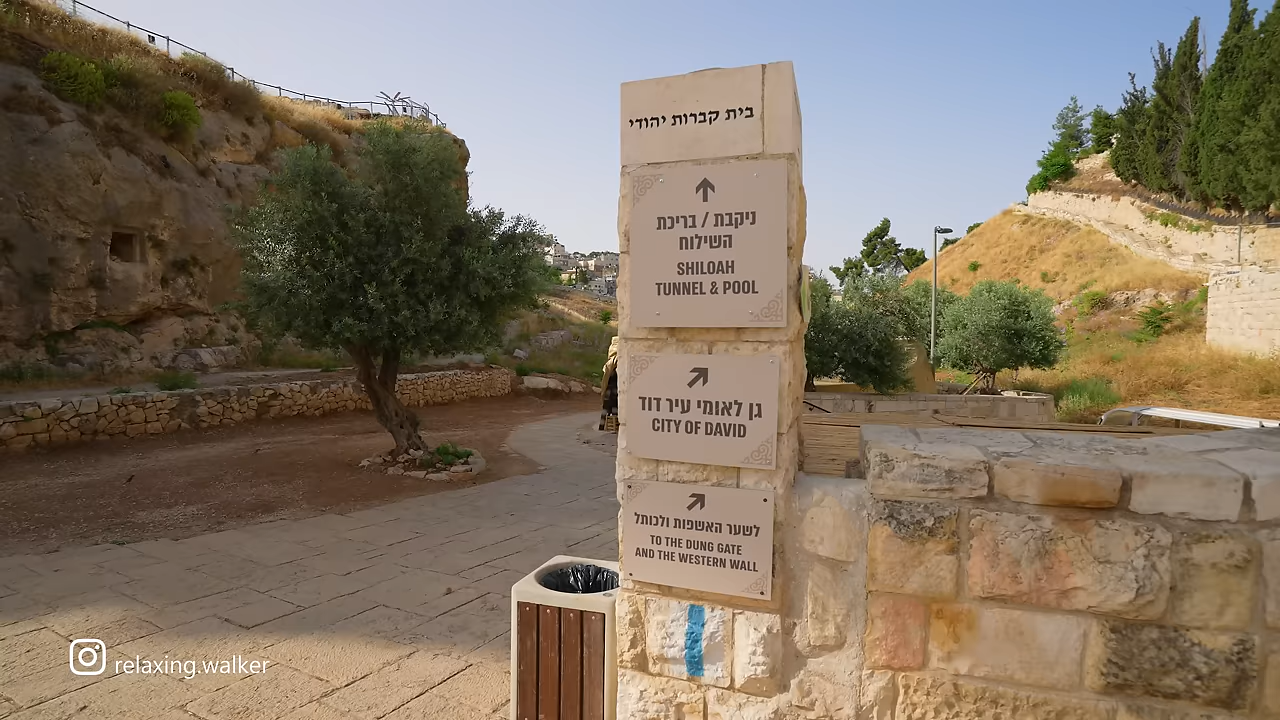 בית קברות יהודי
ניקבת / בריכת
השילוח
SHILOAH
TUNNEL & POOL
גן לאומי עיר דוד
CITY OF DAVID
לשער האשפות ולכותל
TO THE DUNG GATE
AND THE WESTERN WALL
relaxing.walker